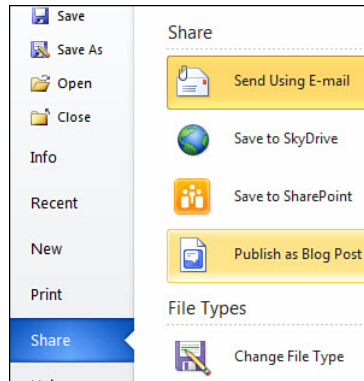 Save
Save As
Open
Close
Info
Recent
New
Print
Share
Share
Send Using E-mail
Save to SkyDrive
Save to SharePoint
Publish as Blog Post
File Types
Change File Type